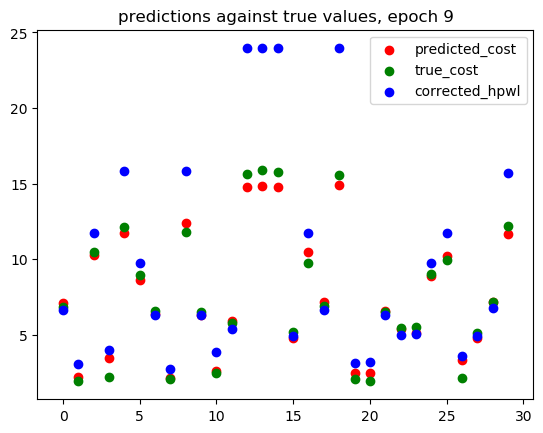 predictions against true values, epoch 9
25
20
15
10
5
predicted_cost
true_cost
corrected_hpwl
0 5 10 15 20 25 30